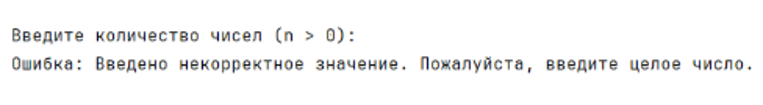 Введите количество чисел (n > 0):
Ошибка: Введено некорректное значение. Пожалуйста, введите целое число.